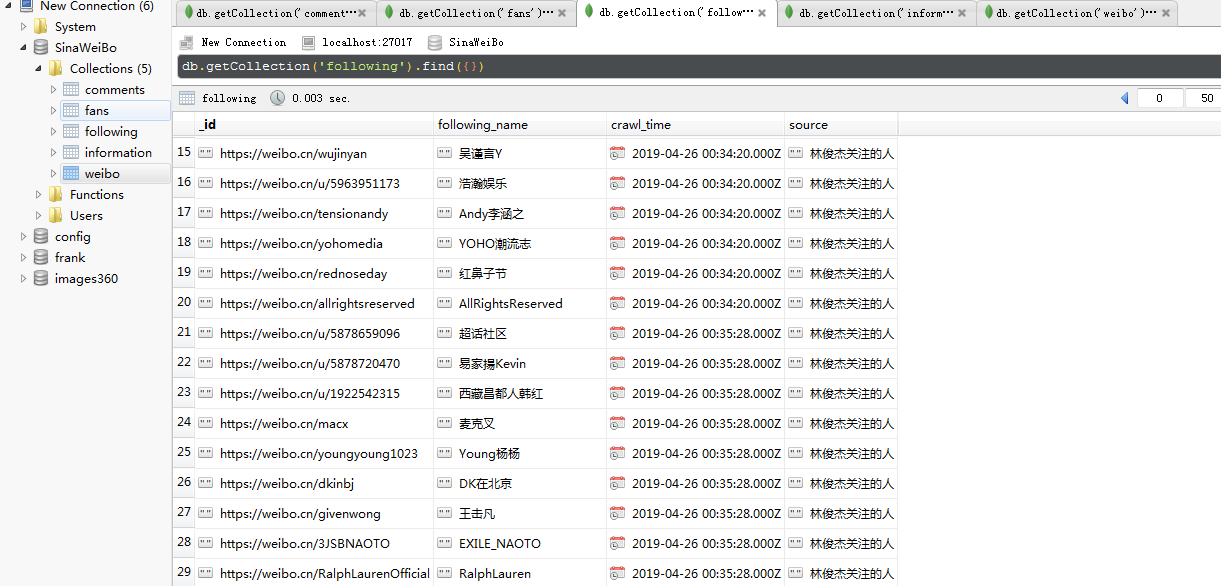 New Connection (6)
System
SinaWeiBo
Collections (5)
comments
fans
following
information
weibo
Functions
Users
config
frank
images360
db.getCollection('comment··· db.getCollection('fans')··· db.getCollection('follow··· db.getCollection('inform··· db.getCollection('weibo')···
New Connection localhost:27017 SinaWeiBo
db.getCollection('following').find({})
following 0.003 sec. 0 50
_id following_name crawl_time source
15 https://weibo.cn/wujinyan 吴谨言Y 2019-04-26 00:34:20.000Z 林俊杰关注的人
16 https://weibo.cn/u/5963951173 浩瀚娱乐 2019-04-26 00:34:20.000Z 林俊杰关注的人
17 https://weibo.cn/tensionandy Andy李涵之 2019-04-26 00:34:20.000Z 林俊杰关注的人
18 https://weibo.cn/yohomedia YOHO潮流志 2019-04-26 00:34:20.000Z 林俊杰关注的人
19 https://weibo.cn/rednoseday 红鼻子节 2019-04-26 00:34:20.000Z 林俊杰关注的人
20 https://weibo.cn/allrightsreserved AllRightsReserved 2019-04-26 00:34:20.000Z 林俊杰关注的人
21 https://weibo.cn/u/5878659096 超话社区 2019-04-26 00:35:28.000Z 林俊杰关注的人
22 https://weibo.cn/u/5878720470 易家揚Kevin 2019-04-26 00:35:28.000Z 林俊杰关注的人
23 https://weibo.cn/u/1922542315 西藏昌都人韩红 2019-04-26 00:35:28.000Z 林俊杰关注的人
24 https://weibo.cn/macx 麦克叉 2019-04-26 00:35:28.000Z 林俊杰关注的人
25 https://weibo.cn/youngyoung1023 Young杨杨 2019-04-26 00:35:28.000Z 林俊杰关注的人
26 https://weibo.cn/dkinbj DK在北京 2019-04-26 00:35:28.000Z 林俊杰关注的人
27 https://weibo.cn/givenwong 王击凡 2019-04-26 00:35:28.000Z 林俊杰关注的人
28 https://weibo.cn/3JSBNAOTO EXILE_NAOTO 2019-04-26 00:35:28.000Z 林俊杰关注的人
29 https://weibo.cn/RalphLaurenOfficial RalphLauren 2019-04-26 00:35:28.000Z 林俊杰关注的人